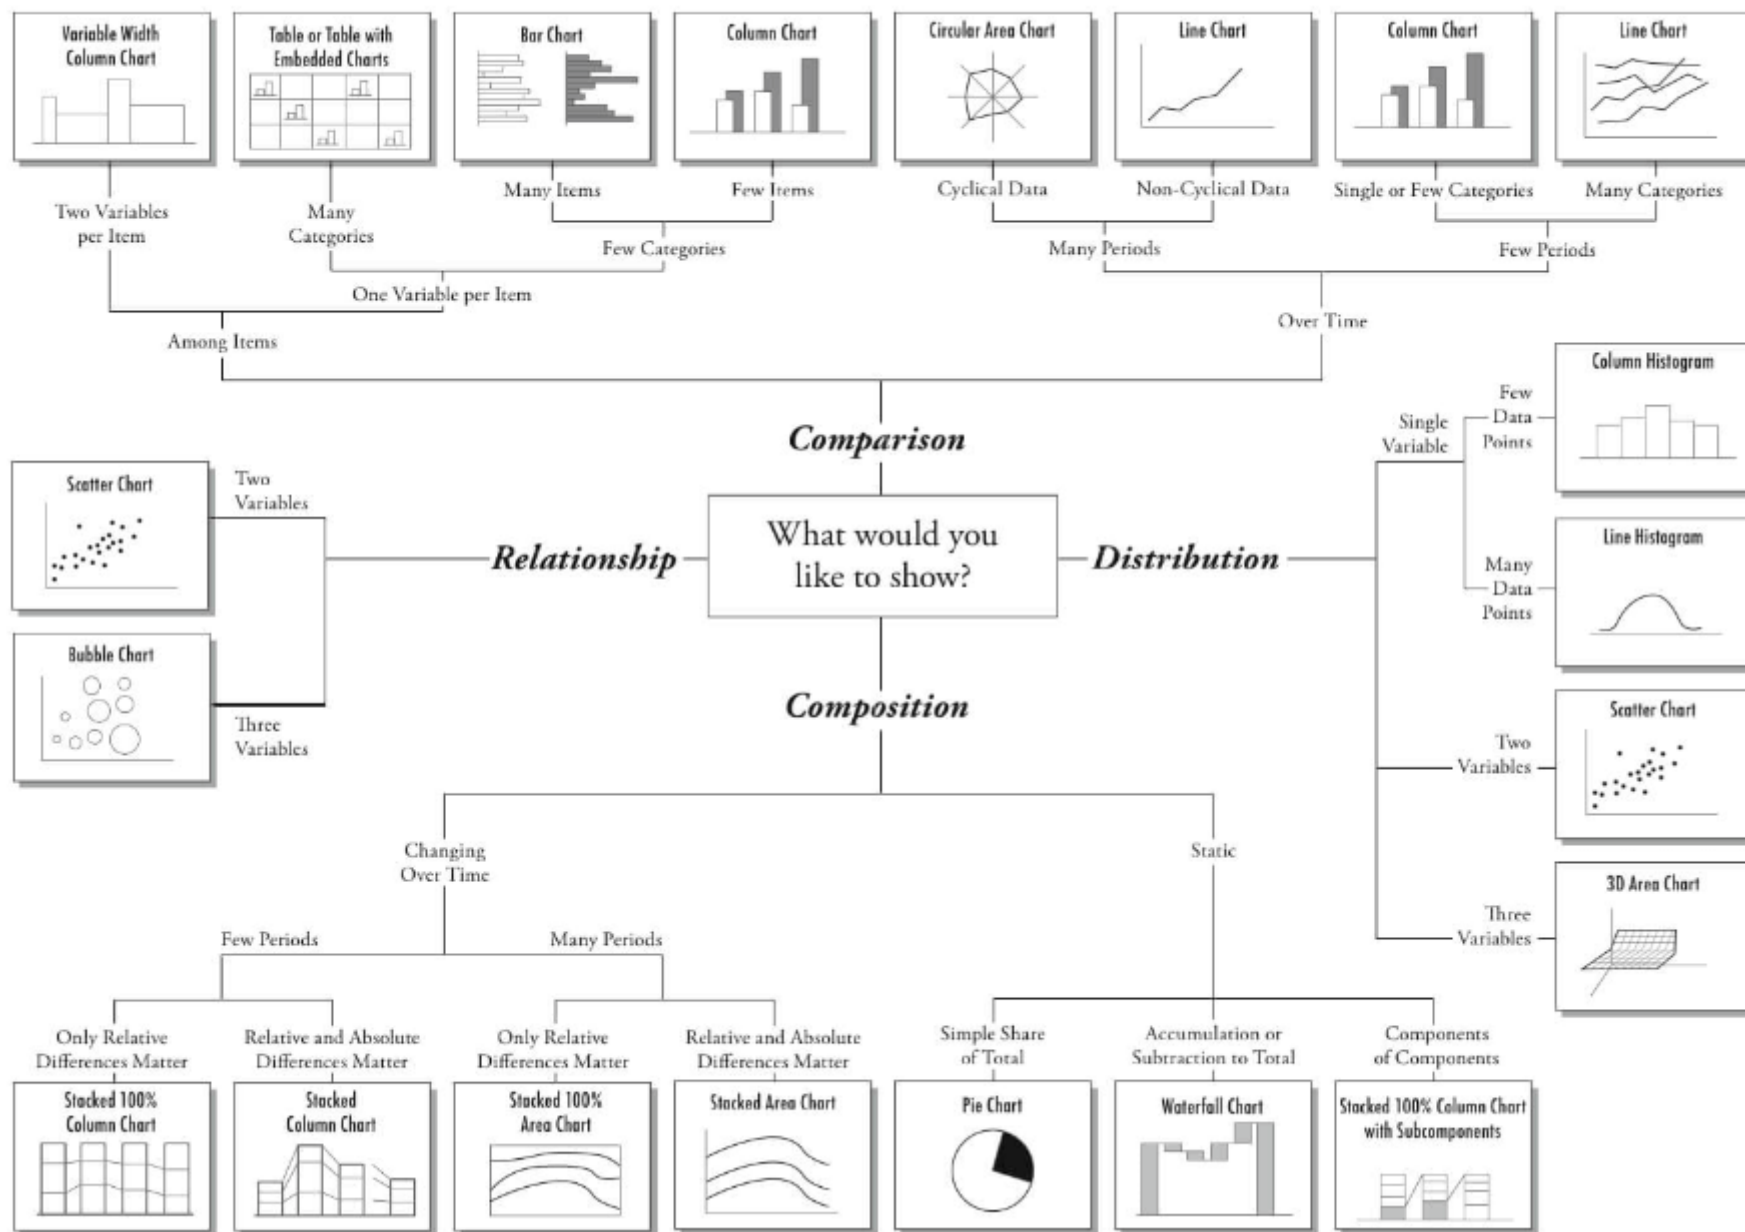 Variable Width
Column Chart
Table or Table with
Embedded Charts
Bar Chart
Column Chart
Circular Area Chart
Line Chart
Column Chart
Line Chart
Two Variables
per Item
Many
Categories
Many Items
Few Items
Cyclical Data
Non-Cyclical Data
Single or Few Categories
Many Categories
Few Categories
Many Periods
Few Periods
One Variable per Item
Among Items
Over Time
Comparison
What would you
like to show?
Relationship
Two
Variables
Scatter Chart
Three
Variables
Bubble Chart
Distribution
Single
Variable
Few
Data
Points
Column Histogram
Many
Data
Points
Line Histogram
Two
Variables
Scatter Chart
Three
Variables
3D Area Chart
Composition
Changing
Over Time
Static
Few Periods
Many Periods
Only Relative
Differences Matter
Relative and Absolute
Differences Matter
Only Relative
Differences Matter
Relative and Absolute
Differences Matter
Simple Share
of Total
Accumulation or
Subtraction to Total
Components
of Components
Stacked 100%
Column Chart
Stacked
Column Chart
Stacked 100%
Area Chart
Stacked Area Chart
Pie Chart
Waterfall Chart
Stacked 100% Column Chart
with Subcomponents